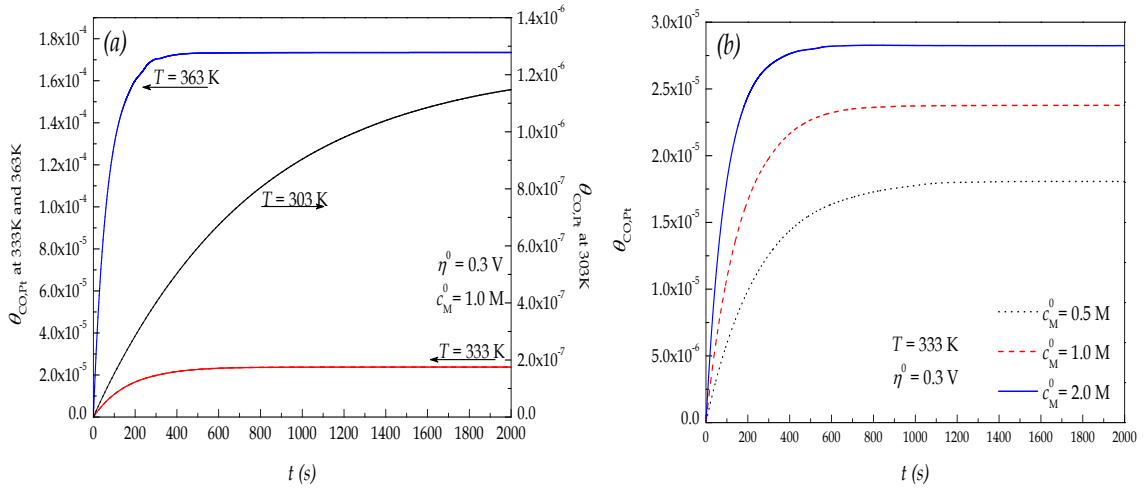 (a)
1.8x10⁻⁴
1.6x10⁻⁴
1.4x10⁻⁴
1.2x10⁻⁴
1.0x10⁻⁴
8.0x10⁻⁵
6.0x10⁻⁵
4.0x10⁻⁵
2.0x10⁻⁵
0.0
θCO,Pt at 333K and 363K
T = 363 K
T = 303 K
η⁰ = 0.3 V
c⁰M = 1.0 M
T = 333 K
1.4x10⁻⁶
1.2x10⁻⁶
1.0x10⁻⁶
8.0x10⁻⁷
6.0x10⁻⁷
4.0x10⁻⁷
2.0x10⁻⁷
0.0
θCO,Pt at 303K
0 200 400 600 800 1000 1200 1400 1600 1800 2000
t (s)
(b)
3.0x10⁻⁵
2.5x10⁻⁵
2.0x10⁻⁵
1.5x10⁻⁵
1.0x10⁻⁵
5.0x10⁻⁶
0.0
θCO,Pt
T = 333 K
η⁰ = 0.3 V
c⁰M = 0.5 M
c⁰M = 1.0 M
c⁰M = 2.0 M
0 200 400 600 800 1000 1200 1400 1600 1800 2000
t (s)